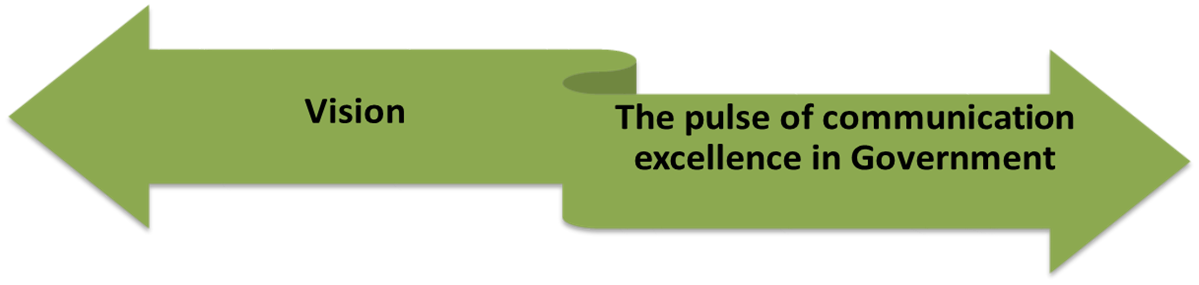 Vision
The pulse of communication
excellence in Government